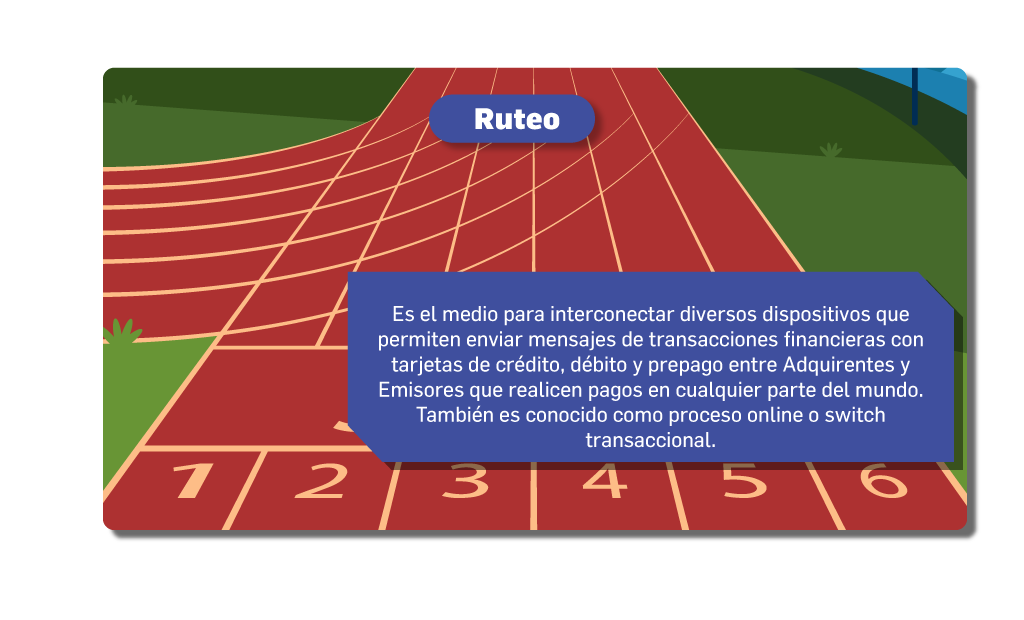 Ruteo
Es el medio para interconectar diversos dispositivos que
permiten enviar mensajes de transacciones financieras con
tarjetas de crédito, débito y prepago entre Adquirentes y
Emisores que realicen pagos en cualquier parte del mundo.
También es conocido como proceso online o switch
transaccional.
1 2 3 4 5 6